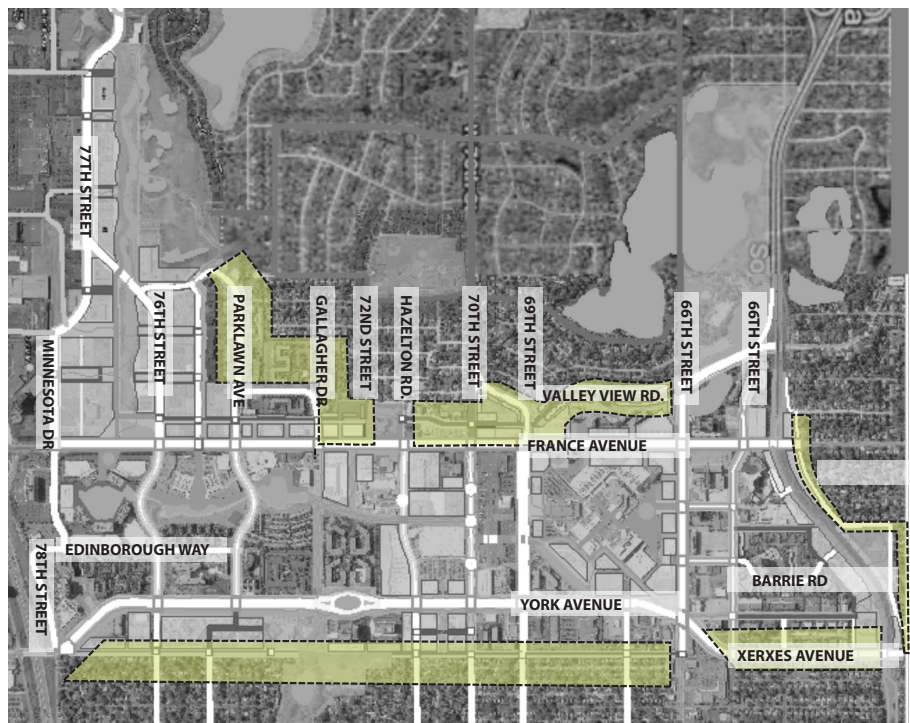 77TH STREET
MINNESOTA DR
76TH STREET
PARKLAWN AVE
GALLAGHER DR.
72ND STREET
HAZELTON RD.
70TH STREET
69TH STREET
66TH STREET
66TH STREET
VALLEY VIEW RD.
FRANCE AVENUE
78TH STREET
EDINBOROUGH WAY
BARRIE RD
YORK AVENUE
XERXES AVENUE